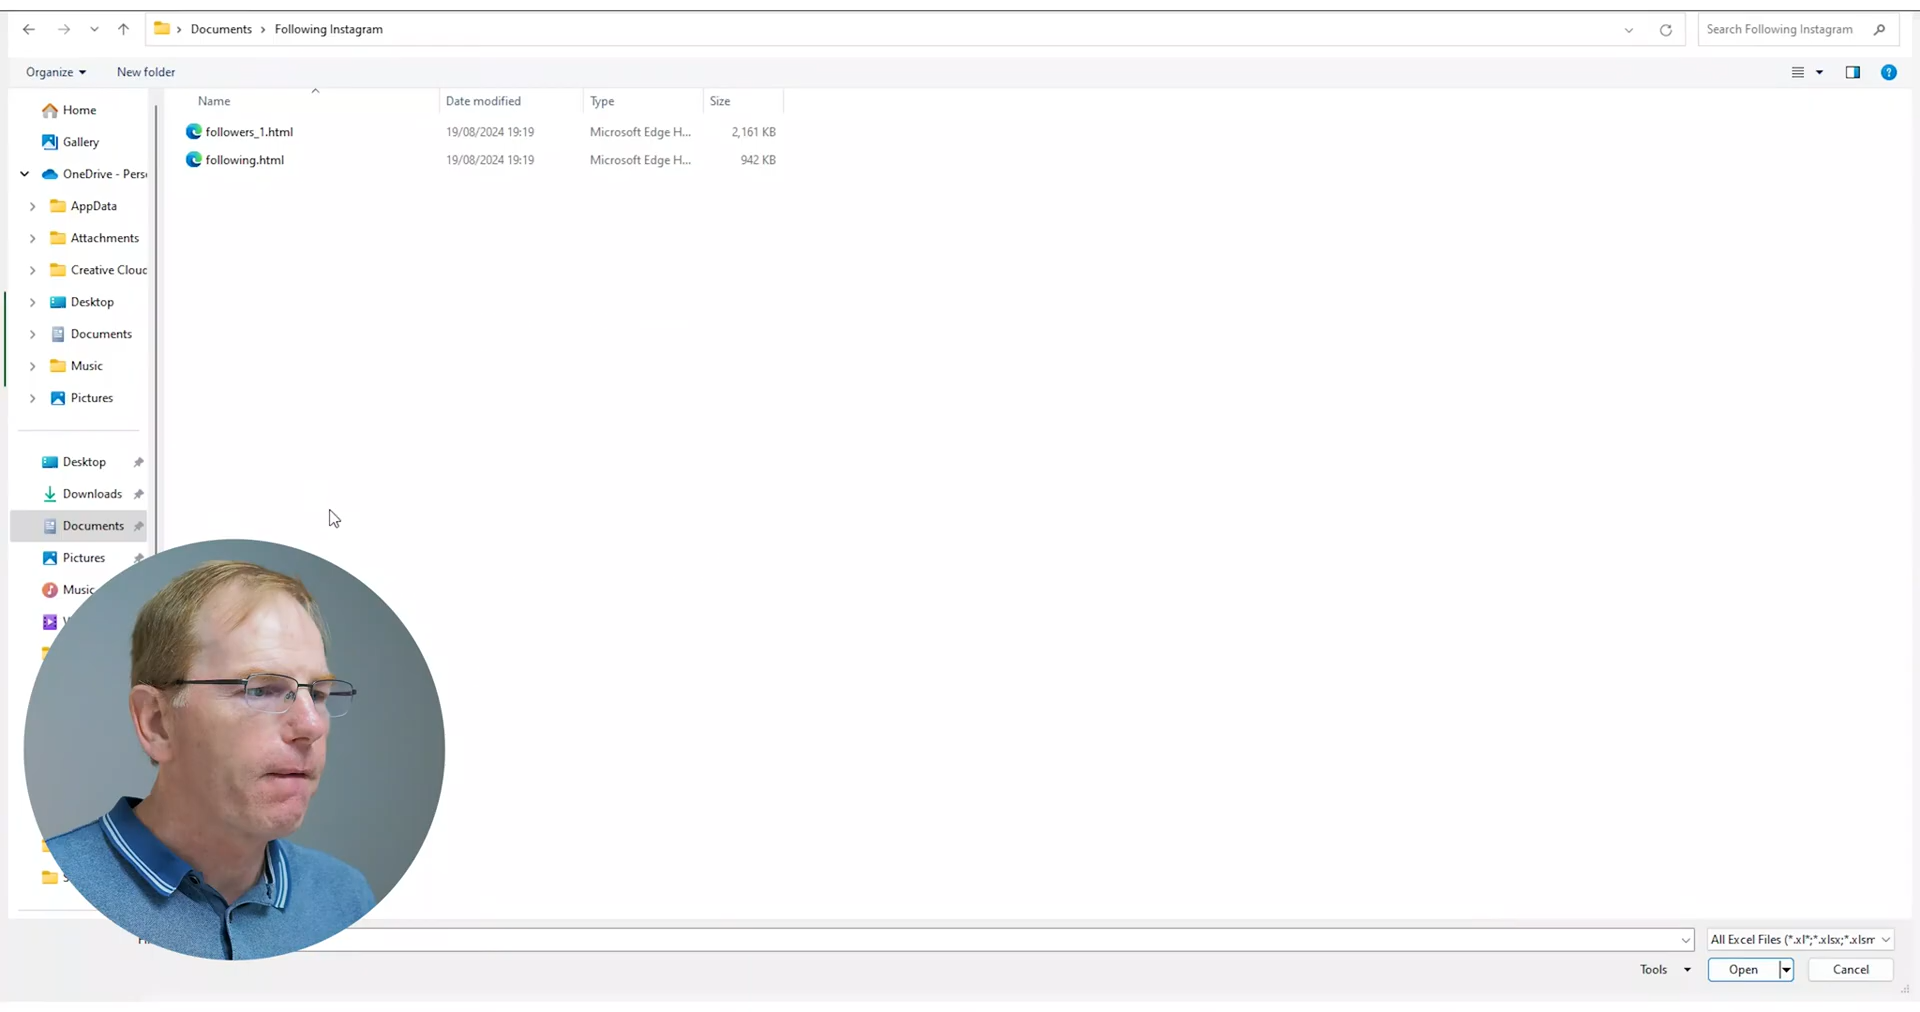 Documents > Following Instagram
Search Following Instagram
Organize
New folder
Name
Date modified
Type
Size
followers_1.html
19/08/2024 19:19
Microsoft Edge H...
2,161 KB
following.html
19/08/2024 19:19
Microsoft Edge H...
942 KB
Home
Gallery
OneDrive - Pers
AppData
Attachments
Creative Cloud
Desktop
Documents
Music
Pictures
Desktop
Downloads
Documents
Pictures
Music
All Excel Files (*.xl*;*.xlsx;*.xlsm
Tools
Open
Cancel